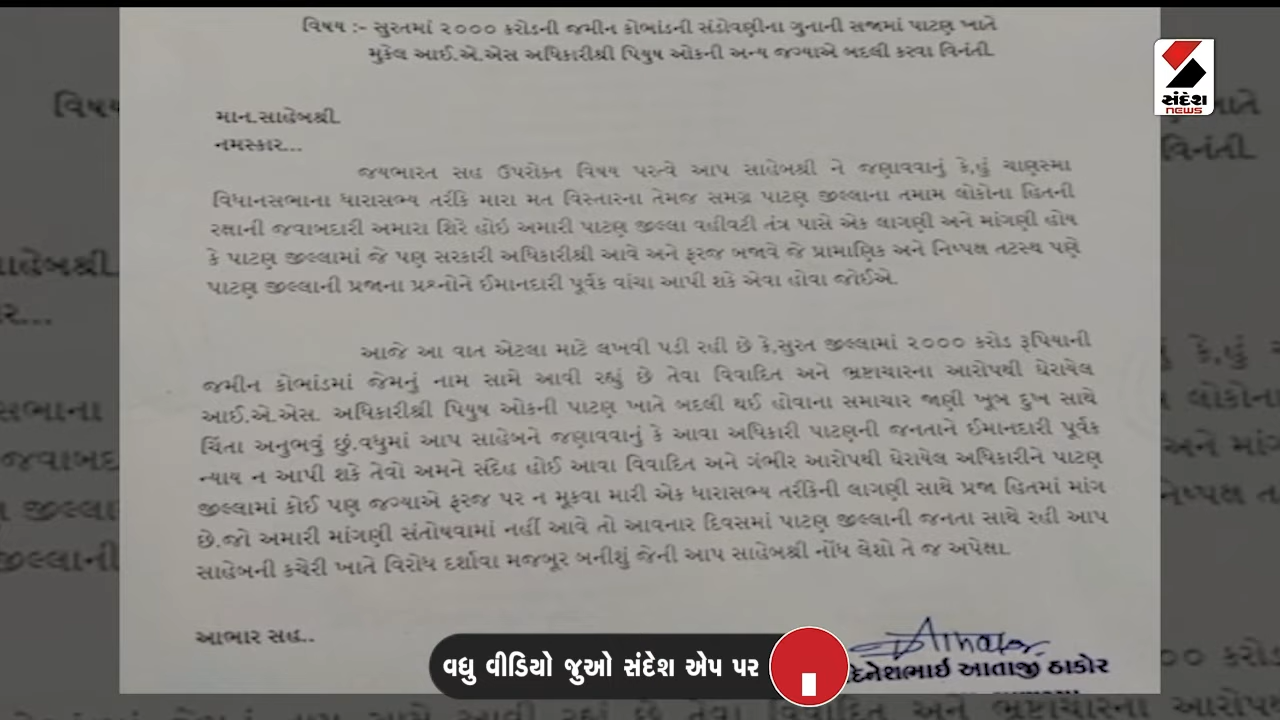 વિષય :- સુરતમાં ૨૦૦૦ કરોડની જમીન કોભાંડની સંડોવણીના ગુનાની સજામાં પાટણ ખાતે
મુકેલ આઈ.એ.એસ અધિકારીશ્રી પિયુષ ઓકની અન્ય જગ્યાએ બદલી કરવા વિનંતી.
સંદેશ
NEWS
માન.સાહેબશ્રી.
નમસ્કાર...
જયભારત સહ ઉપરોક્ત વિષય પરત્વે આપ સાહેબશ્રી ને જણાવવાનું કે,હું ચાણસ્મા
વિધાનસભાના ધારાસભ્ય તરીકે મારા મત વિસ્તારના તેમજ સમગ્ર પાટણ જીલ્લાના તમામ લોકોના હિતની
રક્ષાની જવાબદારી અમારા શિરે હોઇ અમારી પાટણ જીલ્લા વહીવટી તંત્ર પાસે એક લાગણી અને માંગણી હોય
કે પાટણ જીલ્લામાં જે પણ સરકારી અધિકારીશ્રી આવે અને ફરજ બજાવે જે પ્રામાણિક અને નિષ્પક્ષ તટસ્થ પણે
પાટણ જીલ્લાની પ્રજાના પ્રશ્નોને ઈમાનદારી પૂર્વક વાંચા આપી શકે એવા હોવા જોઈએ.
આજે આ વાત એટલા માટે લખવી પડી રહી છે કે,સુરત જીલ્લામાં ૨૦૦૦ કરોડ રૂપિયાની
જમીન કોભાંડમાં જેમનું નામ સામે આવી રહ્યું છે તેવા વિવાદિત અને ભ્રષ્ટાચારના આરોપથી ઘેરાયેલ
આઈ.એ.એસ. અધિકારીશ્રી પિયુષ ઓકની પાટણ ખાતે બદલી થઈ હોવાના સમાચાર જાણી ખૂબ દુખ સાથે
ચિંતા અનુભવું છું.વધુમાં આપ સાહેબને જણાવવાનું કે આવા અધિકારી પાટણની જનતાને ઈમાનદારી પૂર્વક
ન્યાય ન આપી શકે તેવો અમને સંદેહ હોઈ આવા વિવાદિત અને ગંભીર આરોપથી ઘેરાયેલ અધિકારીને પાટણ
જીલ્લામાં કોઈ પણ જગ્યાએ ફરજ પર ન મૂકવા મારી એક ધારાસભ્ય તરીકેની લાગણી સાથે પ્રજા હિતમાં માંગ
છે.જો અમારી માંગણી સંતોષવામાં નહીં આવે તો આવનાર દિવસમાં પાટણ જીલ્લાની જનતા સાથે રહી આપ
સાહેબની કચેરી ખાતે વિરોધ દર્શાવા મજબૂર બનીશું જેની આપ સાહેબશ્રી નોંધ લેશો તે જ અપેક્ષા.
આભાર સહ..
દિનેશભાઈ આતાજી ઠાકોર
વધુ વીડિયો જુઓ સંદેશ એપ પર